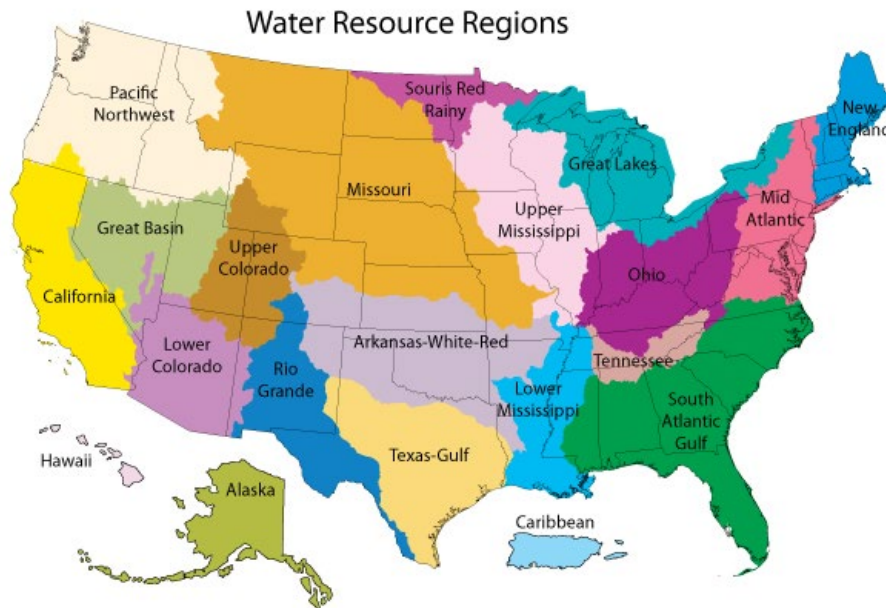 Water Resource Regions
Pacific
Northwest
Souris Red
Rainy
New
England
Great Lakes
Missouri
Mid
Atlantic
Upper
Mississippi
Great Basin
Upper
Colorado
Ohio
California
Lower
Colorado
Arkansas-White-Red
Tennessee
Rio
Grande
Lower
Mississippi
South
Atlantic
Gulf
Texas-Gulf
Hawaii
Alaska
Caribbean